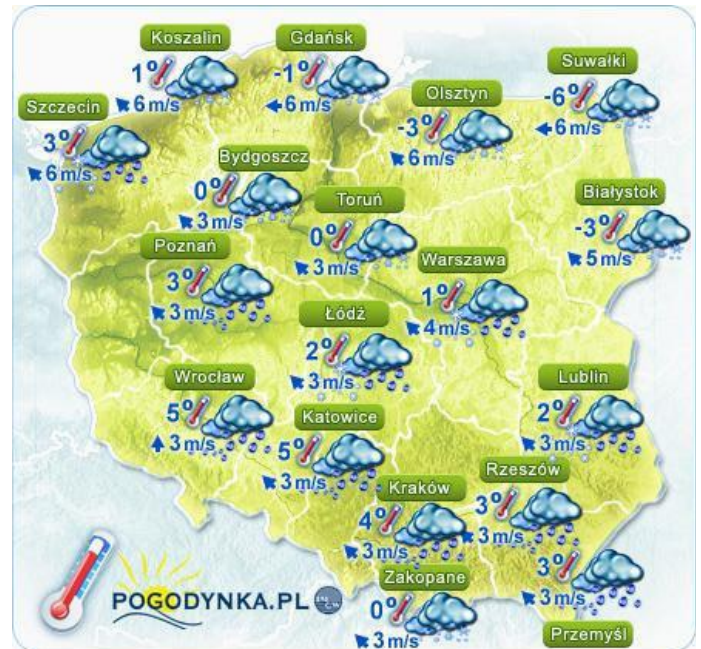 Koszalin
1°
6 m/s
Gdańsk
-1°
6 m/s
Suwałki
-6°
6 m/s
Olsztyn
-3°
6 m/s
Szczecin
3°
6 m/s
Bydgoszcz
0°
3 m/s
Toruń
0°
3 m/s
Białystok
-3°
5 m/s
Poznań
3°
3 m/s
Warszawa
1°
4 m/s
Łódź
2°
3 m/s
Wrocław
5°
3 m/s
Katowice
5°
3 m/s
Lublin
2°
3 m/s
Kraków
4°
3 m/s
Rzeszów
3°
3 m/s
Zakopane
0°
3 m/s
3°
3 m/s
Przemyśl
POGODYNKA.PL